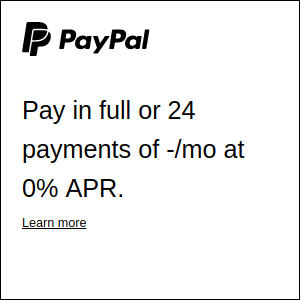 PayPal
Pay in full or 24
payments of -/mo at
0% APR.
Learn more